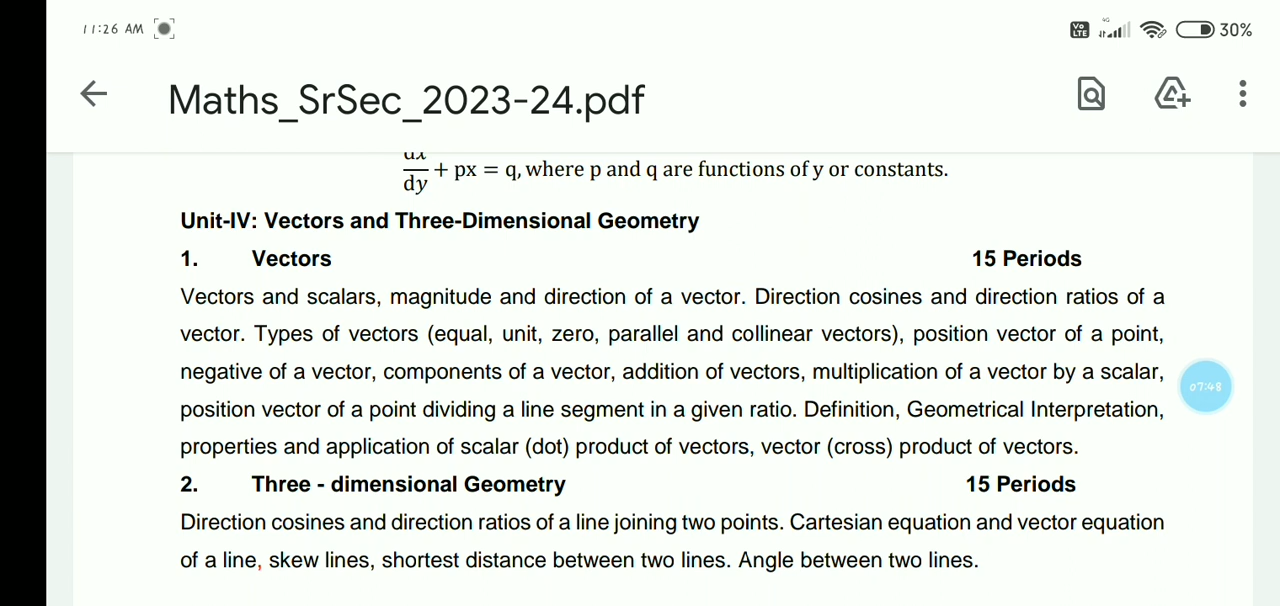 11:26 AM
Vo LTE 4G 30%
Maths_SrSec_2023-24.pdf
dx
dy + px = q, where p and q are functions of y or constants.
Unit-IV: Vectors and Three-Dimensional Geometry
1. Vectors 15 Periods
Vectors and scalars, magnitude and direction of a vector. Direction cosines and direction ratios of a
vector. Types of vectors (equal, unit, zero, parallel and collinear vectors), position vector of a point,
negative of a vector, components of a vector, addition of vectors, multiplication of a vector by a scalar,
07:48
position vector of a point dividing a line segment in a given ratio. Definition, Geometrical Interpretation,
properties and application of scalar (dot) product of vectors, vector (cross) product of vectors.
2. Three - dimensional Geometry 15 Periods
Direction cosines and direction ratios of a line joining two points. Cartesian equation and vector equation
of a line, skew lines, shortest distance between two lines. Angle between two lines.